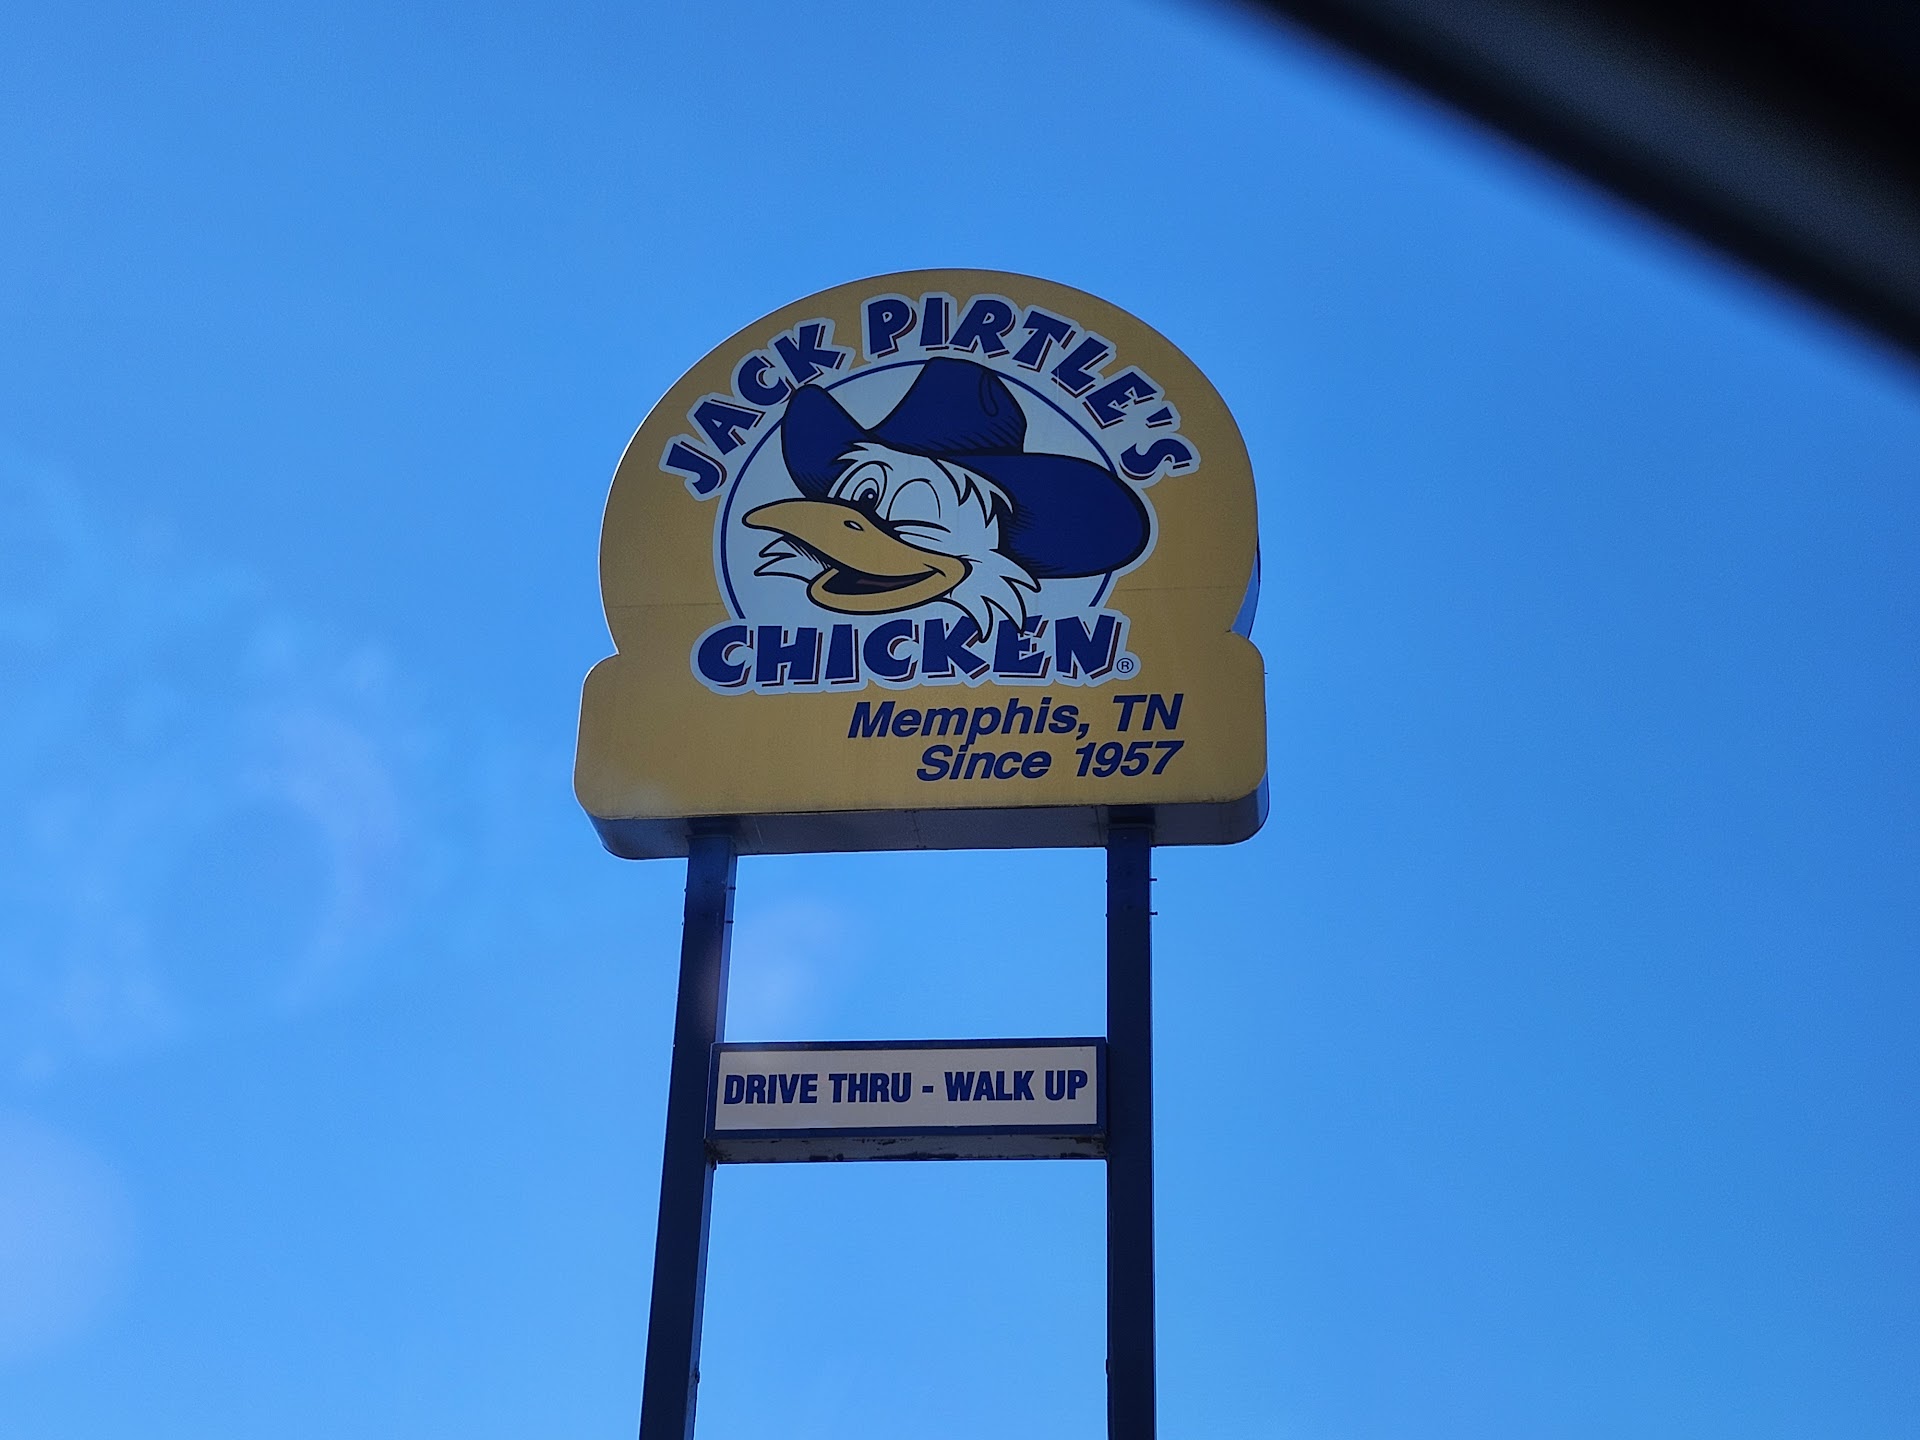 JACK PIRTLE'S
CHICKEN®
Memphis, TN
Since 1957
DRIVE THRU - WALK UP